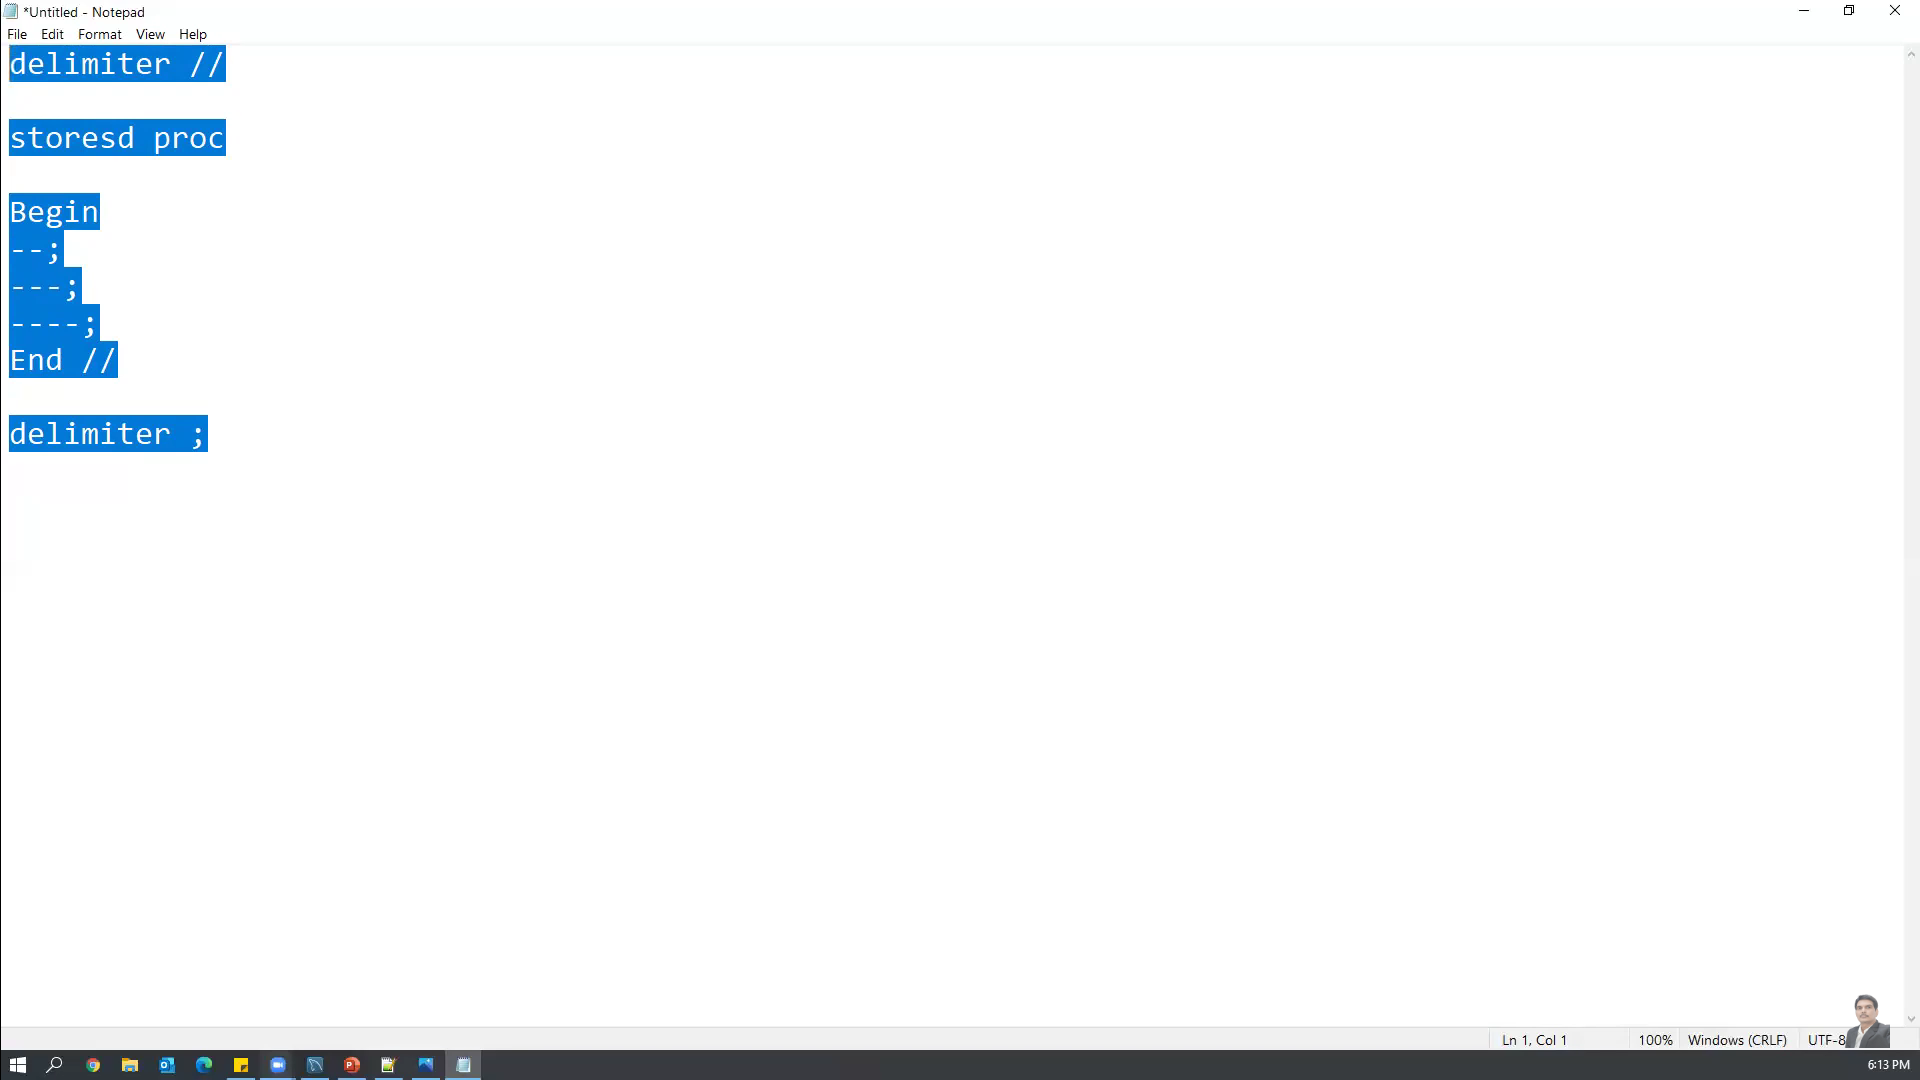 *Untitled - Notepad
File Edit Format View Help
delimiter //
storesd proc
Begin
--;
---;
----;
End //
delimiter ;
Ln 1, Col 1 100% Windows (CRLF) UTF-8
6:13 PM